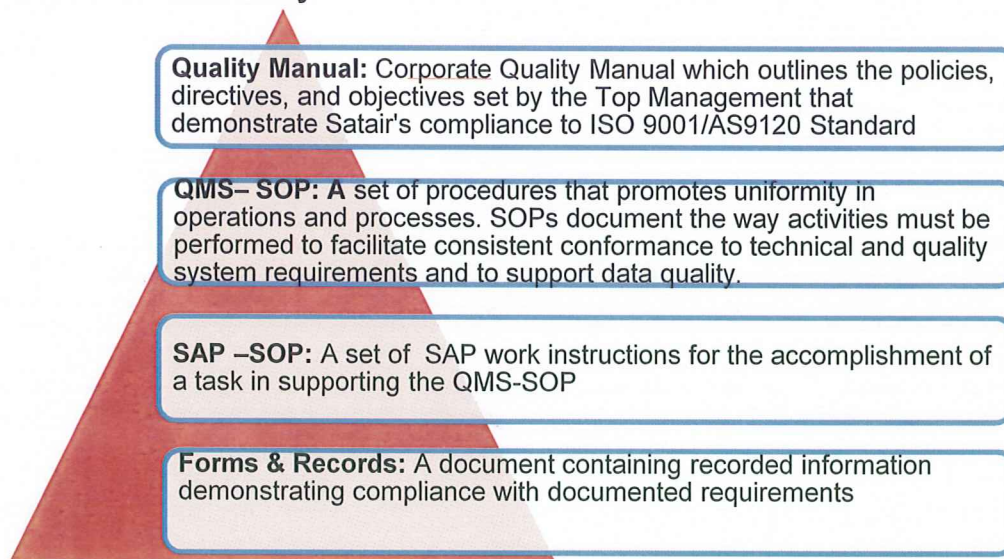 Quality Manual: Corporate Quality Manual which outlines the policies,
directives, and objectives set by the Top Management that
demonstrate Satair's compliance to ISO 9001/AS9120 Standard
QMS– SOP: A set of procedures that promotes uniformity in
operations and processes. SOPs document the way activities must be
performed to facilitate consistent conformance to technical and quality
system requirements and to support data quality.
SAP –SOP: A set of SAP work instructions for the accomplishment of
a task in supporting the QMS-SOP
Forms & Records: A document containing recorded information
demonstrating compliance with documented requirements